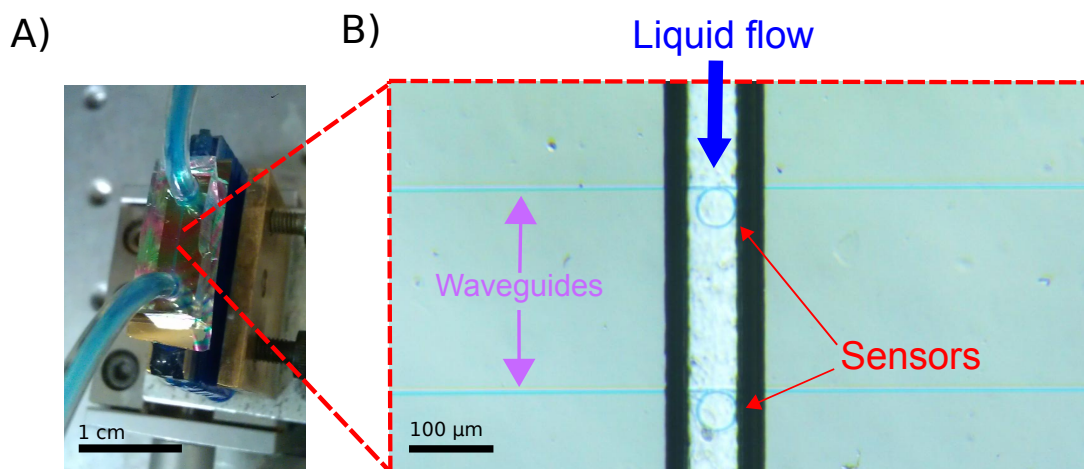 A)
B)
Liquid flow
Waveguides
Sensors
1 cm
100 µm